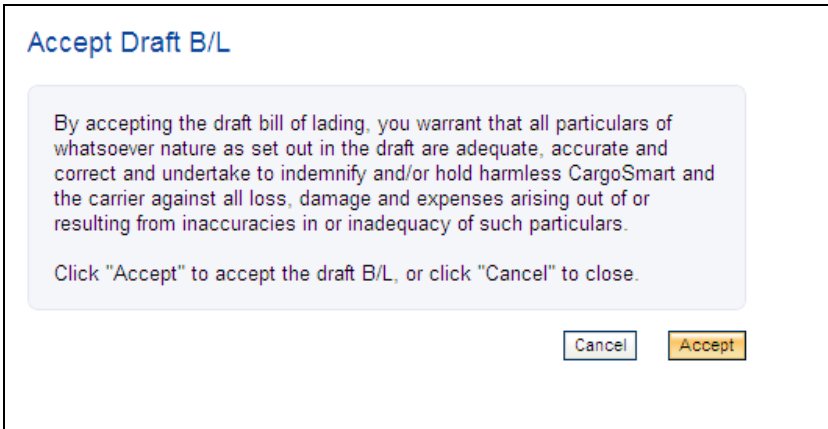 Accept Draft B/L
By accepting the draft bill of lading, you warrant that all particulars of
whatsoever nature as set out in the draft are adequate, accurate and
correct and undertake to indemnify and/or hold harmless CargoSmart and
the carrier against all loss, damage and expenses arising out of or
resulting from inaccuracies in or inadequacy of such particulars.
Click "Accept" to accept the draft B/L, or click "Cancel" to close.
Cancel Accept